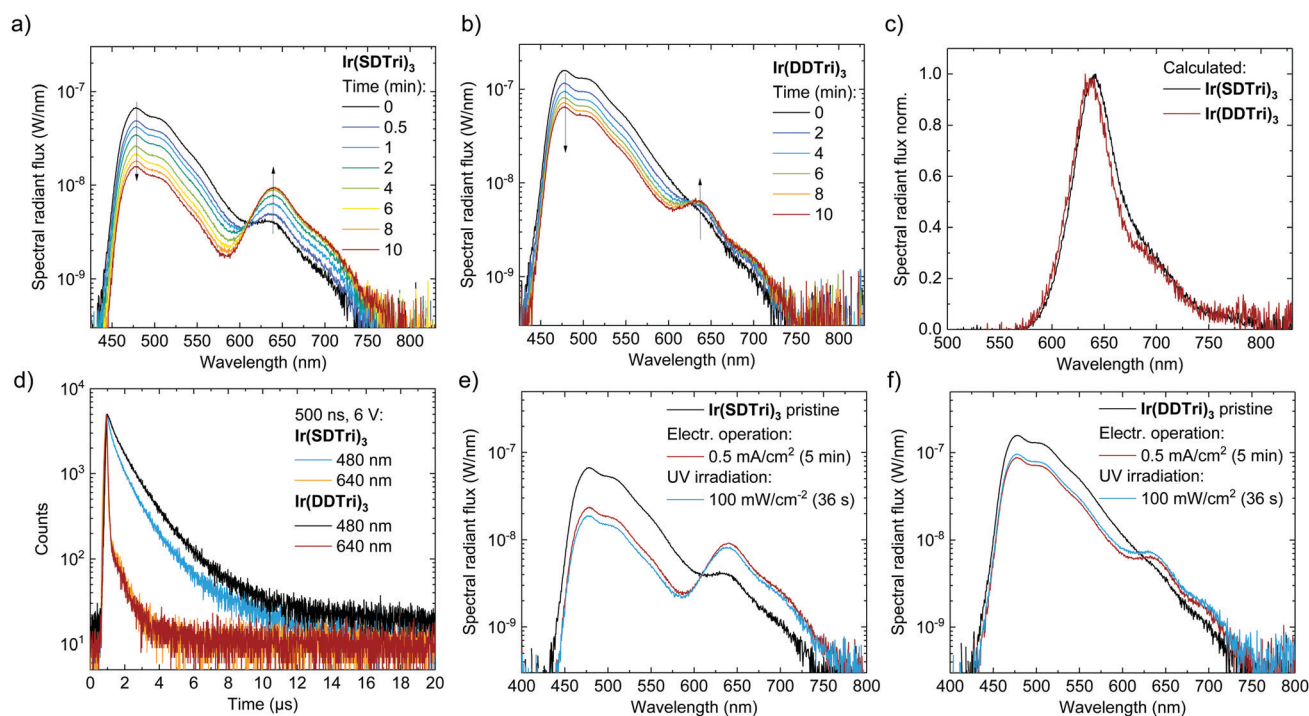 a)
Ir(SDTri)₃
Time (min):
0
0.5
1
2
4
6
8
10
10⁻⁷
10⁻⁸
10⁻⁹
Spectral radiant flux (W/nm)
450 500 550 600 650 700 750 800
Wavelength (nm)
b)
Ir(DDTri)₃
Time (min):
0
2
4
6
8
10
10⁻⁷
10⁻⁸
10⁻⁹
Spectral radiant flux (W/nm)
450 500 550 600 650 700 750 800
Wavelength (nm)
c)
Calculated:
Ir(SDTri)₃
Ir(DDTri)₃
1.0
0.8
0.6
0.4
0.2
0.0
Spectral radiant flux norm.
500 550 600 650 700 750 800
Wavelength (nm)
d)
500 ns, 6 V:
Ir(SDTri)₃
480 nm
640 nm
Ir(DDTri)₃
480 nm
640 nm
10⁴
10³
10²
10¹
Counts
0 2 4 6 8 10 12 14 16 18 20
Time (µs)
e)
Ir(SDTri)₃ pristine
Electr. operation:
0.5 mA/cm² (5 min)
UV irradiation:
100 mW/cm⁻² (36 s)
10⁻⁷
10⁻⁸
10⁻⁹
Spectral radiant flux (W/nm)
400 450 500 550 600 650 700 750 800
Wavelength (nm)
f)
Ir(DDTri)₃ pristine
Electr. operation:
0.5 mA/cm² (5 min)
UV irradiation:
100 mW/cm² (36 s)
10⁻⁷
10⁻⁸
10⁻⁹
Spectral radiant flux (W/nm)
400 450 500 550 600 650 700 750 800
Wavelength (nm)